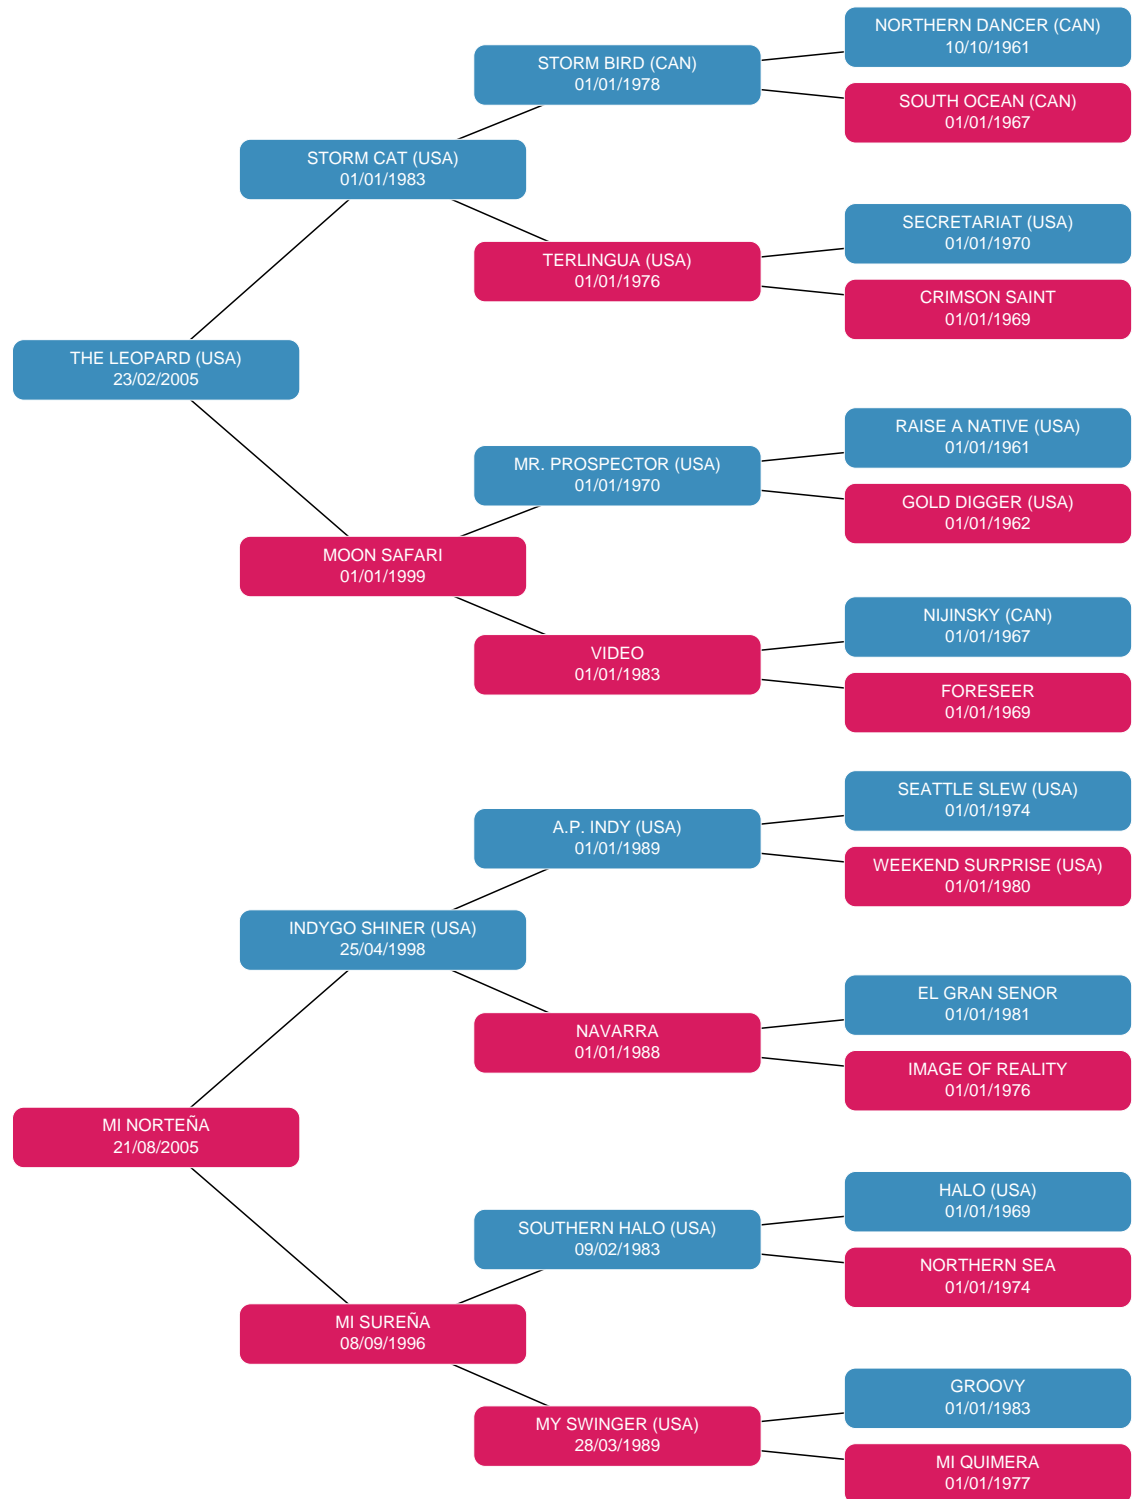 NORTHERN DANCER (CAN)
10/10/1961
STORM BIRD (CAN)
01/01/1978
SOUTH OCEAN (CAN)
01/01/1967
STORM CAT (USA)
01/01/1983
SECRETARIAT (USA)
01/01/1970
TERLINGUA (USA)
01/01/1976
CRIMSON SAINT
01/01/1969
THE LEOPARD (USA)
23/02/2005
RAISE A NATIVE (USA)
01/01/1961
MR. PROSPECTOR (USA)
01/01/1970
GOLD DIGGER (USA)
01/01/1962
MOON SAFARI
01/01/1999
NIJINSKY (CAN)
01/01/1967
VIDEO
01/01/1983
FORESEER
01/01/1969
SEATTLE SLEW (USA)
01/01/1974
A.P. INDY (USA)
01/01/1989
WEEKEND SURPRISE (USA)
01/01/1980
INDYGO SHINER (USA)
25/04/1998
EL GRAN SENOR
01/01/1981
NAVARRA
01/01/1988
IMAGE OF REALITY
01/01/1976
MI NORTEÑA
21/08/2005
HALO (USA)
01/01/1969
SOUTHERN HALO (USA)
09/02/1983
NORTHERN SEA
01/01/1974
MI SUREÑA
08/09/1996
GROOVY
01/01/1983
MY SWINGER (USA)
28/03/1989
MI QUIMERA
01/01/1977